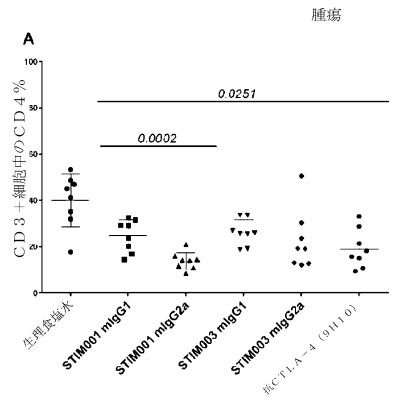 腫瘍
A
CD3+細胞中のCD4%
100
80
60
40
20
0
0.0251
0.0002
生理食塩水
STIM001 mIgG1
STIM001 mIgG2a
STIM003 mIgG1
STIM003 mIgG2a
抗CTLA-4 (9H10)